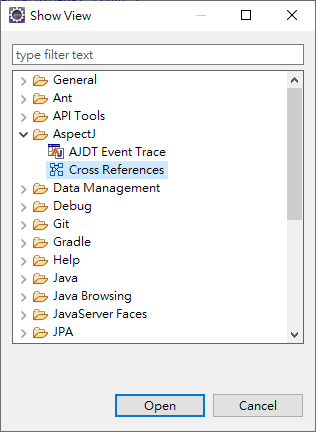 Show View
type filter text
General
Ant
API Tools
AspectJ
AJDT Event Trace
Cross References
Data Management
Debug
Git
Gradle
Help
Java
Java Browsing
JavaServer Faces
JPA
Open
Cancel